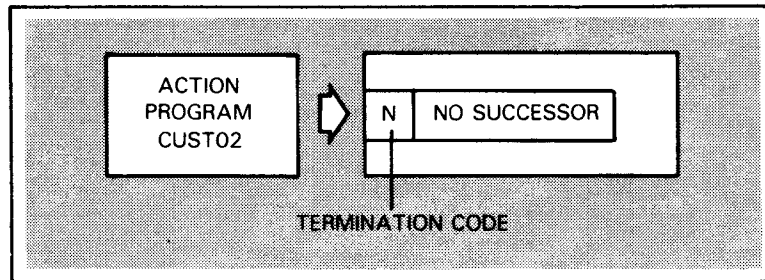 ACTION
PROGRAM
CUST02
N
NO SUCCESSOR
TERMINATION CODE